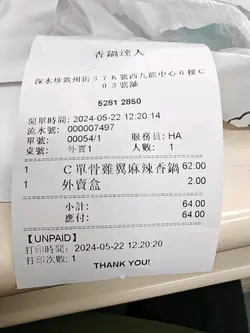 香鍋達人
深水埗欽州街37K號西九龍中心6樓C
03號舖
5281 2850
開單時間: 2024-05-22 12:20:14
流水號: 000007497
單號: 00054/1 服務員: HA
桌號: 外賣1 人數: 1
1 C單骨雞翼麻辣香鍋 62.00
1 外賣盒 2.00
小計: 64.00
應付: 64.00
【UNPAID】
打印時間: 2024-05-22 12:20:20
打印次數: 1
THANK YOU!